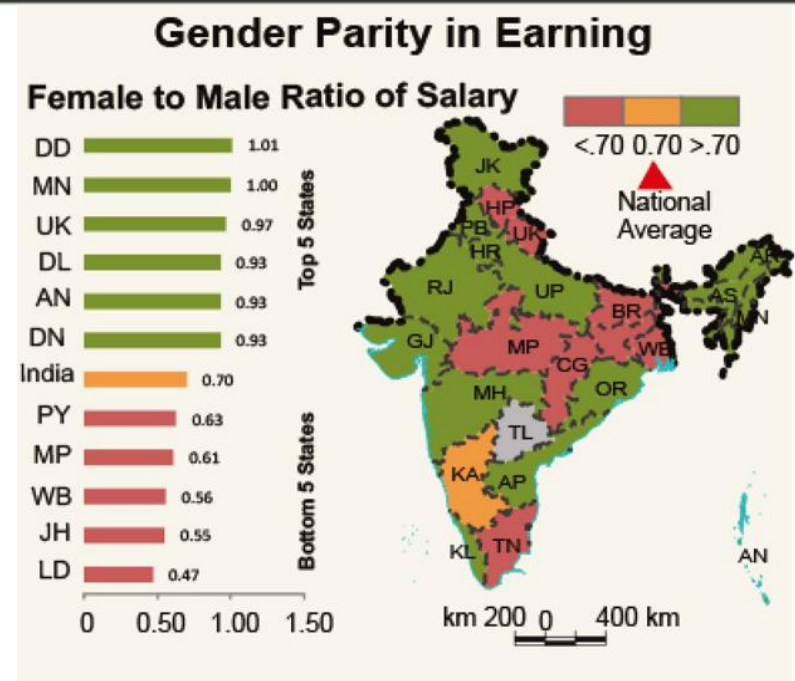 Gender Parity in Earning
Female to Male Ratio of Salary
DD 1.01
MN 1.00
UK 0.97
DL 0.93
AN 0.93
DN 0.93
India 0.70
PY 0.63
MP 0.61
WB 0.56
JH 0.55
LD 0.47
0 0.50 1.00 1.50
Top 5 States
Bottom 5 States
<.70 0.70 >.70
National
Average
JK
HP
PB
UK
HR
RJ
UP
AS
BR
MN
GJ
MP
WB
CG
MH
OR
TL
KA
AP
KL
TN
AN
km 200 0 400 km